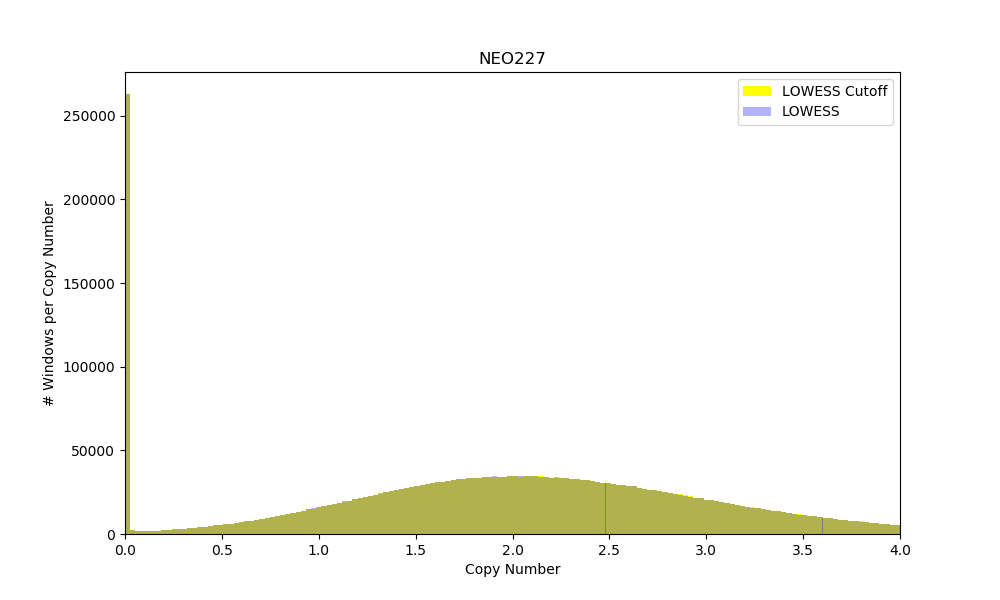 NEO227
LOWESS Cutoff
LOWESS
250000
200000
150000
100000
50000
0
# Windows per Copy Number
0.0 0.5 1.0 1.5 2.0 2.5 3.0 3.5 4.0
Copy Number